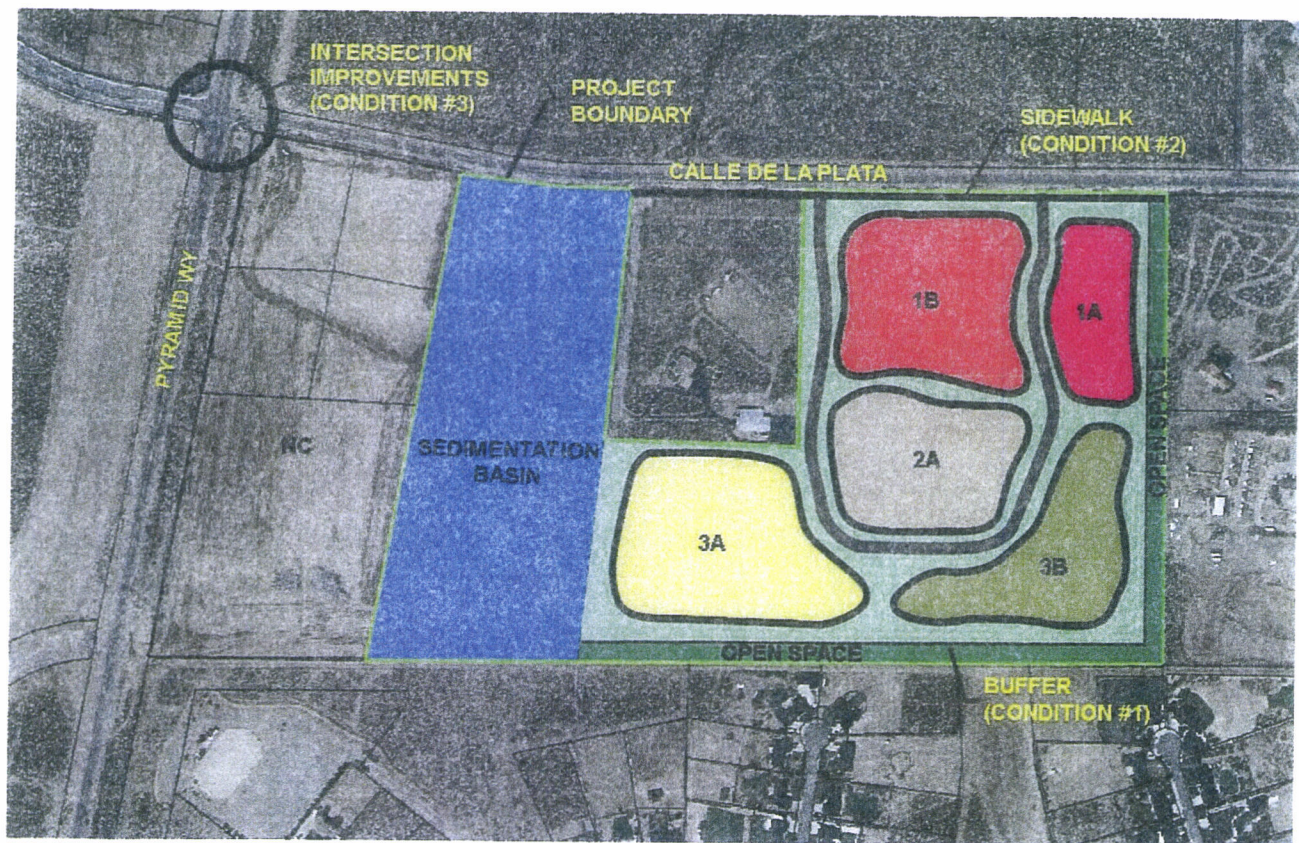 INTERSECTION
IMPROVEMENTS
(CONDITION #3)
PROJECT
BOUNDARY
SIDEWALK
(CONDITION #2)
CALLE DE LA PLATA
PYRAMID WY
1B
1A
NC
SEDIMENTATION
BASIN
2A
OPEN SPACE
3A
3B
OPEN SPACE
BUFFER
(CONDITION #1)